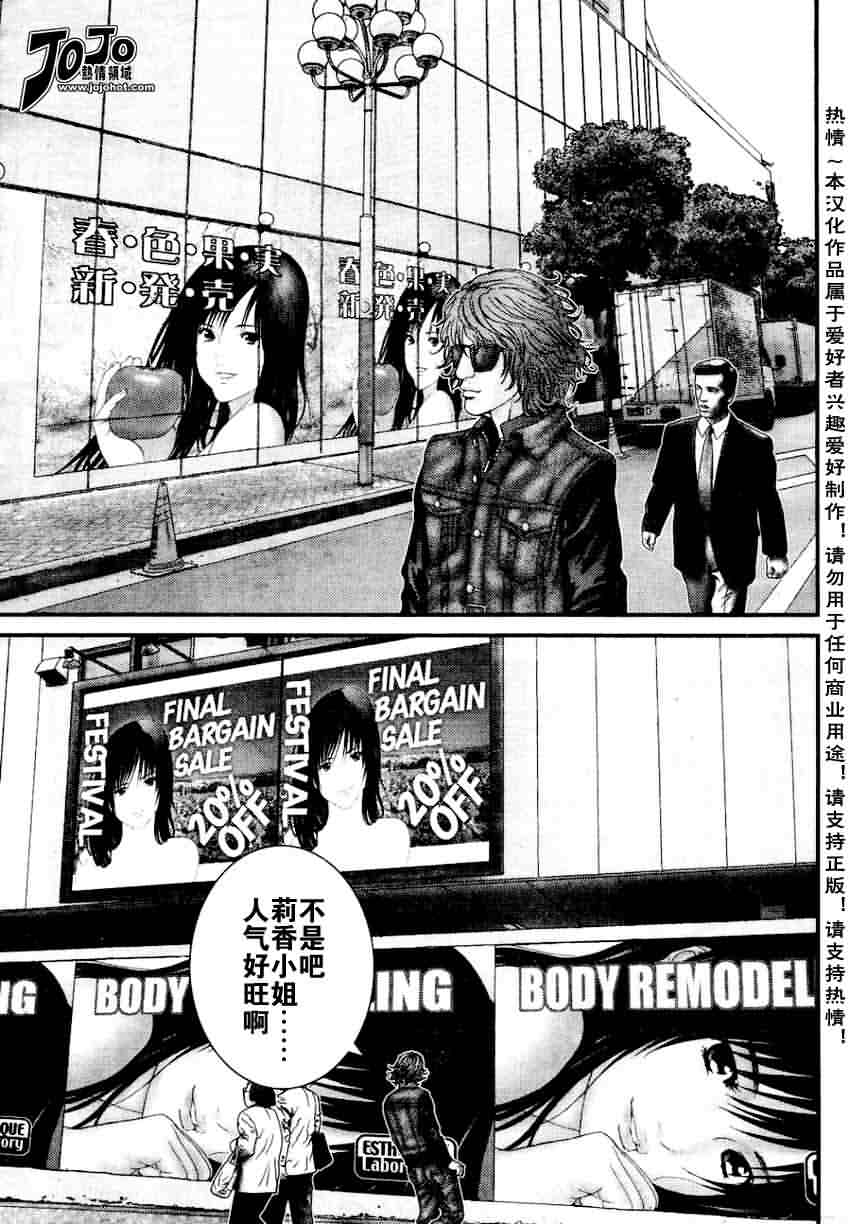 JOJO
熱情領域
www.jojohot.com
春·色·果·実
新·発·売
春·色·果·実
新·発·売
热情~本汉化作品属于爱好者兴趣爱好制作！请勿用于任何商业用途！请支持正版！请支持热情！
FESTIVAL
FINAL
BARGAIN
SALE
20%
OFF
FESTIVAL
FINAL
BARGAIN
SALE
20%
OFF
不是吧
莉香小姐……
人气好旺啊
NG
BODY
LING
BODY REMODEL
QUE
ory
ESTH
Labor